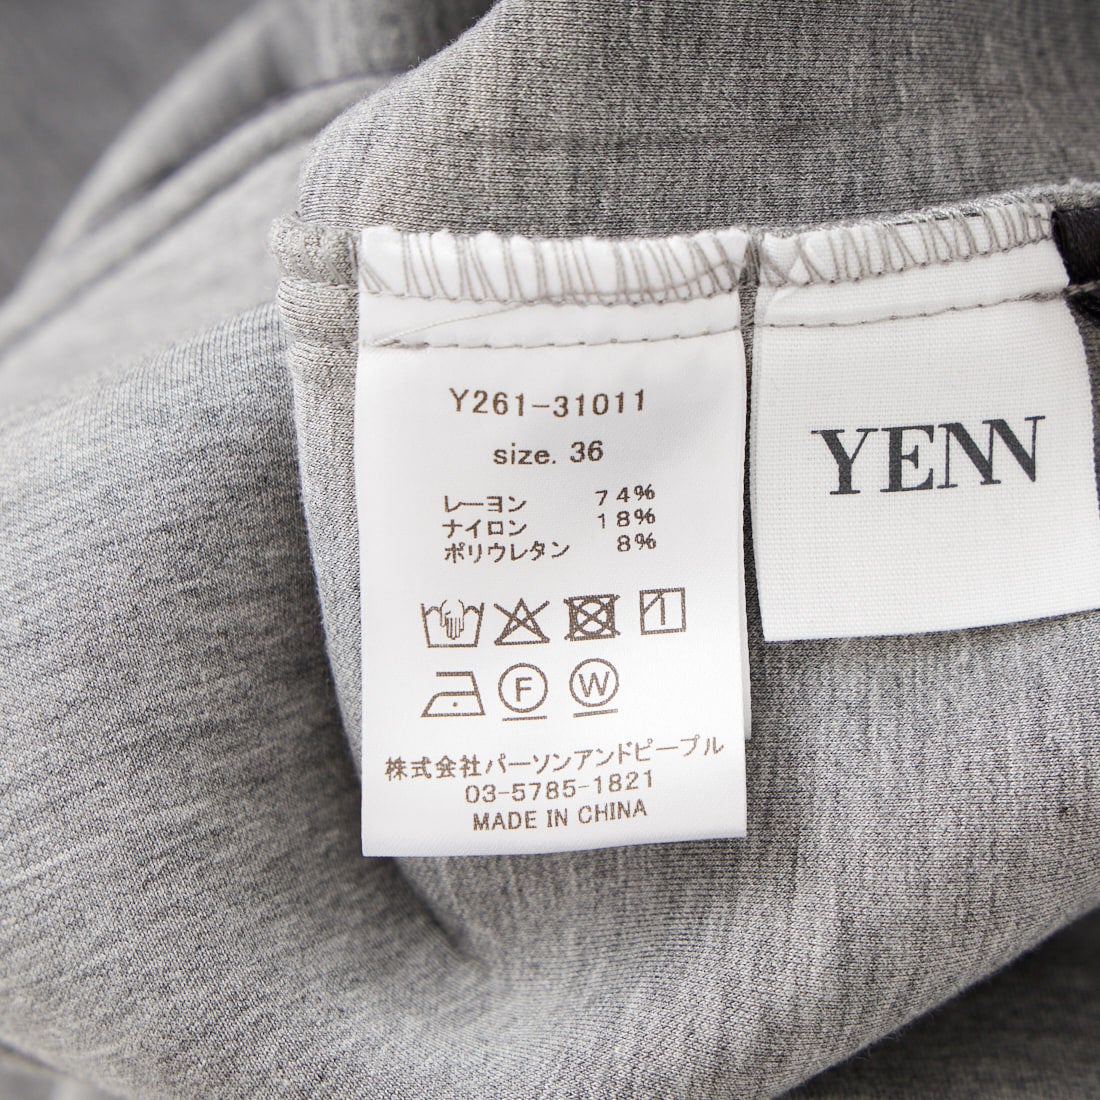 Y261-31011
size. 36
レーヨン 74%
ナイロン 18%
ポリウレタン 8%
F W
株式会社パーソンアンドピープル
03-5785-1821
MADE IN CHINA
YENN